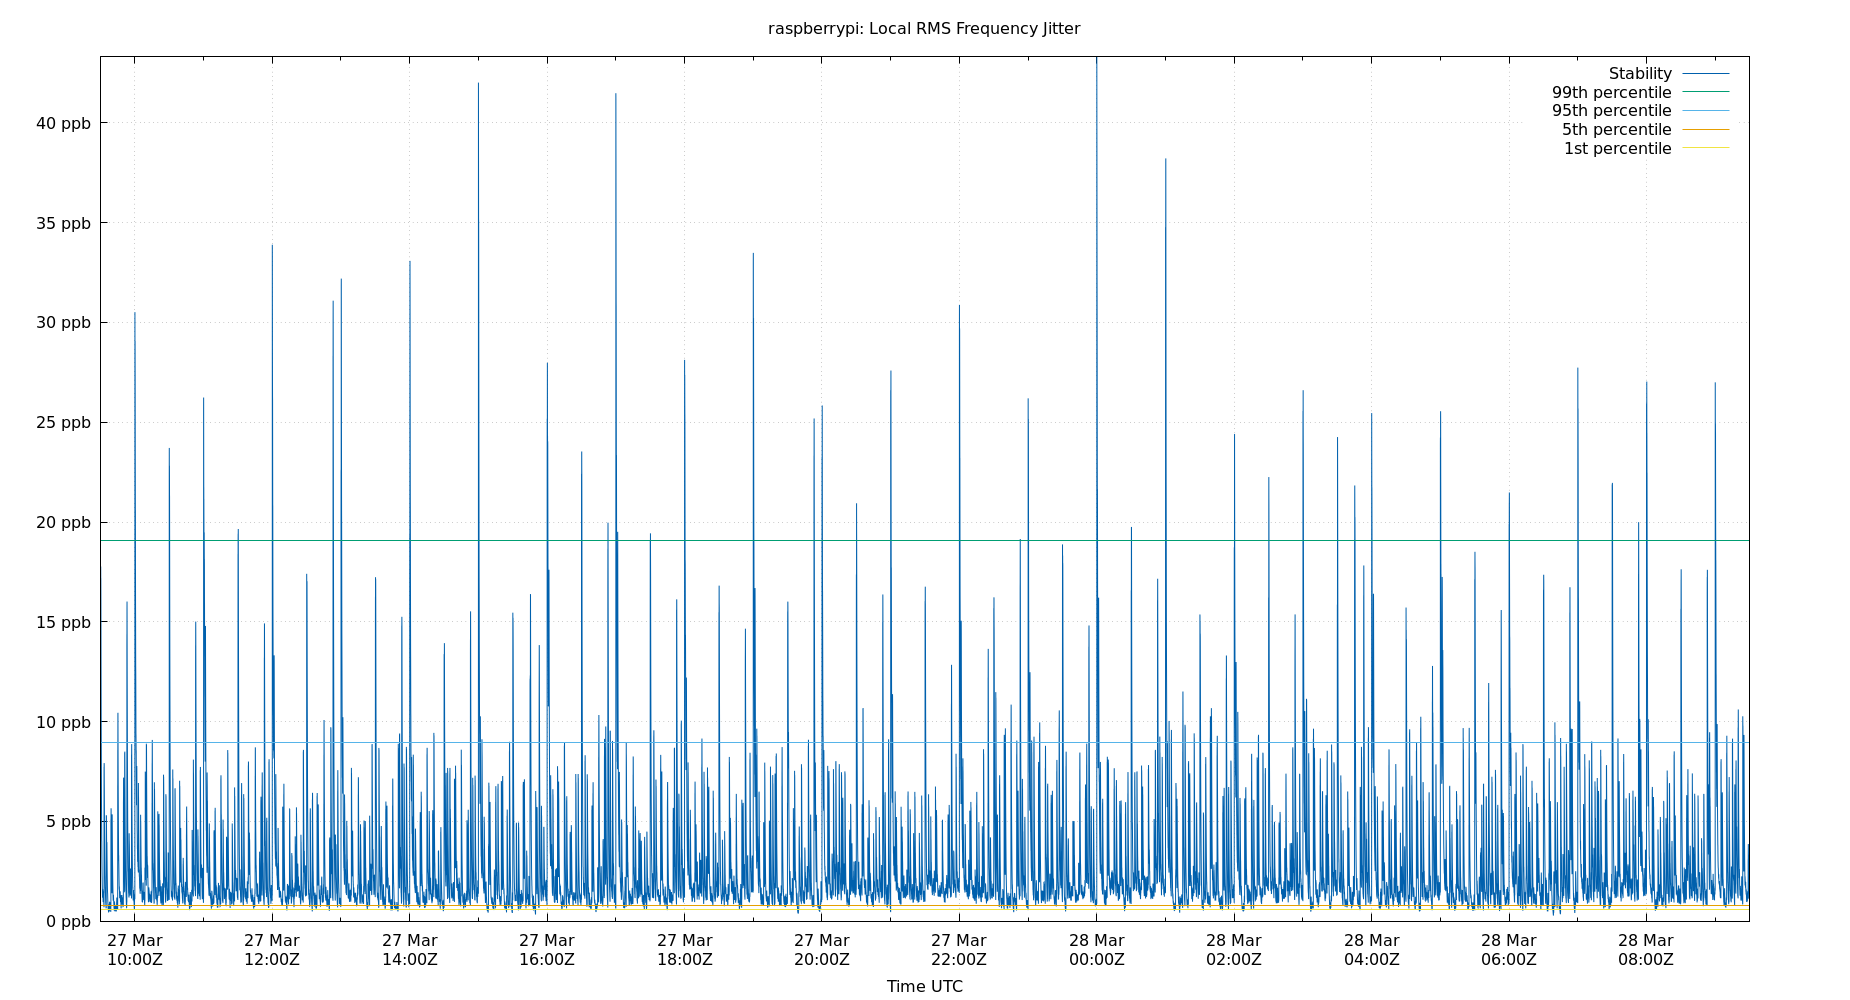 raspberrypi: Local RMS Frequency Jitter
Stability
99th percentile
95th percentile
5th percentile
1st percentile
40 ppb
35 ppb
30 ppb
25 ppb
20 ppb
15 ppb
10 ppb
5 ppb
0 ppb
27 Mar 27 Mar 27 Mar 27 Mar 27 Mar 27 Mar 27 Mar 28 Mar 28 Mar 28 Mar 28 Mar 28 Mar
10:00Z 12:00Z 14:00Z 16:00Z 18:00Z 20:00Z 22:00Z 00:00Z 02:00Z 04:00Z 06:00Z 08:00Z
Time UTC